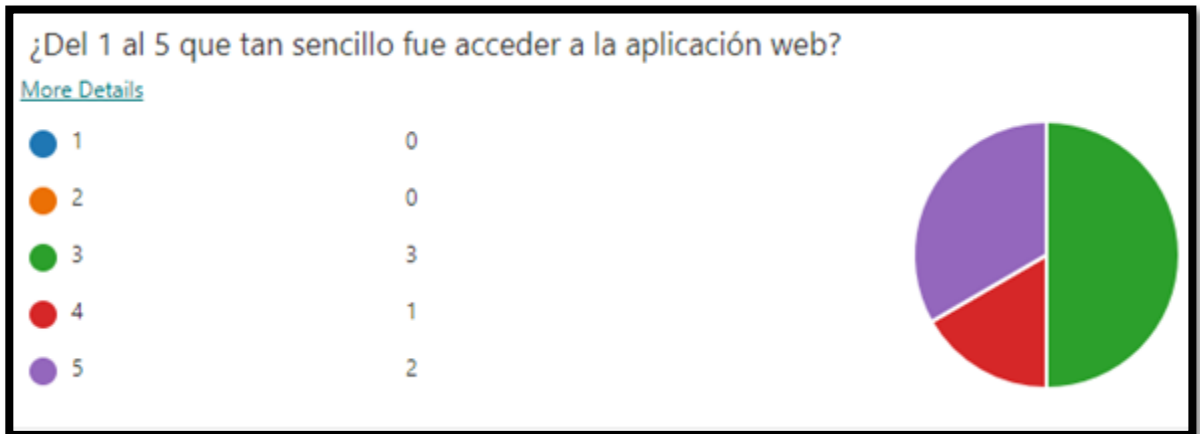 ¿Del 1 al 5 que tan sencillo fue acceder a la aplicación web?
More Details
1 0
2 0
3 3
4 1
5 2